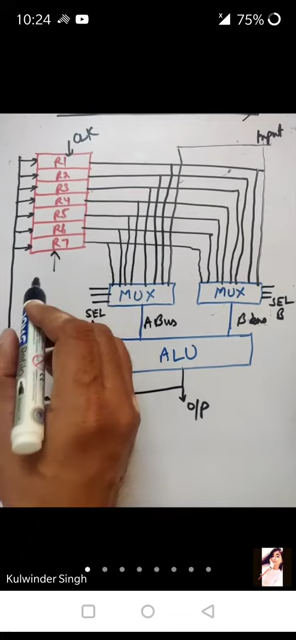 10:24
75%
CLK
Input
R1
R2
R3
R4
R5
R6
R7
MUX
MUX
SEL
SEL
B
A Bus
B Bus
ALU
O/P
Kulwinder Singh